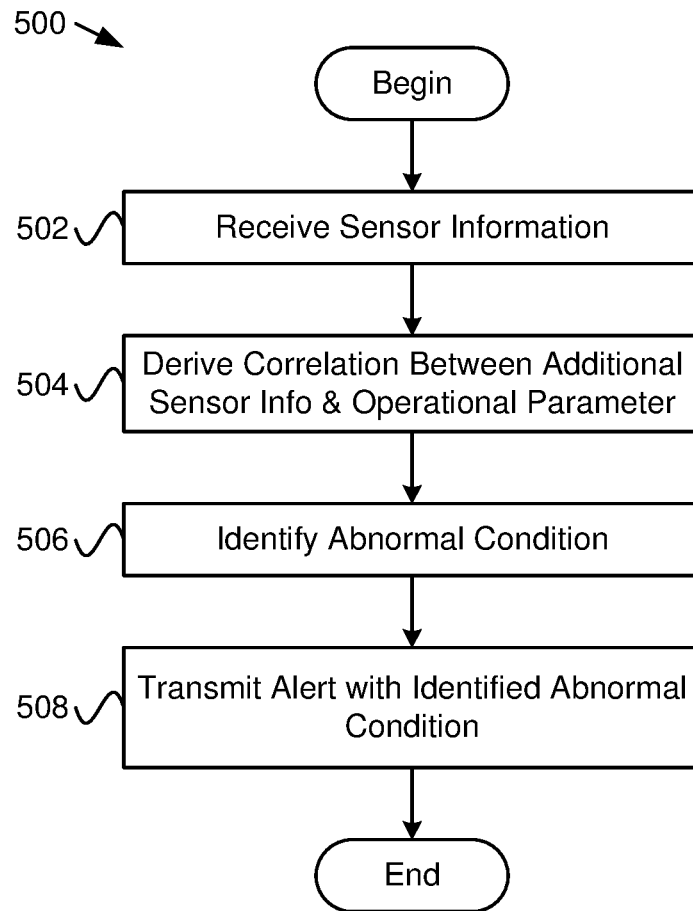 500
Begin
502
Receive Sensor Information
504
Derive Correlation Between Additional
Sensor Info & Operational Parameter
506
Identify Abnormal Condition
508
Transmit Alert with Identified Abnormal
Condition
End